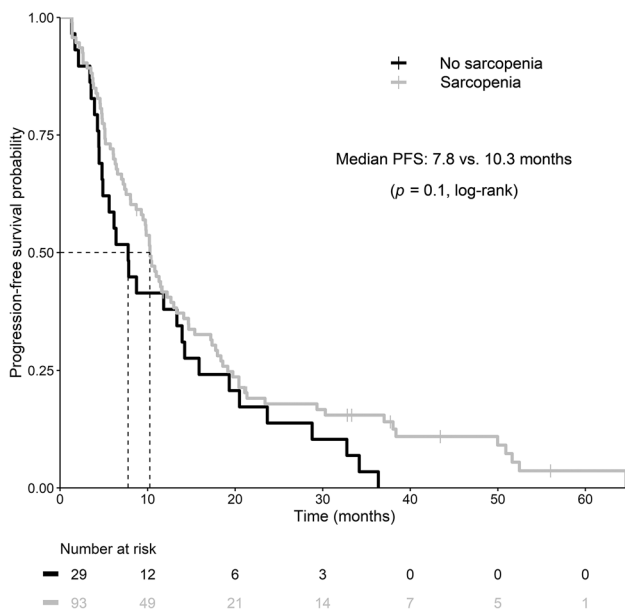 1.00
0.75
0.50
0.25
0.00
Progression-free survival probability
No sarcopenia
Sarcopenia
Median PFS: 7.8 vs. 10.3 months
(p = 0.1, log-rank)
0 10 20 30 40 50 60
Time (months)
Number at risk
29 12 6 3 0 0 0
93 49 21 14 7 5 1